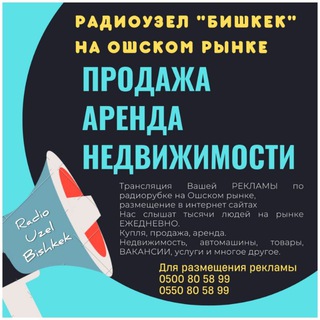 РАДИОУЗЕЛ "БИШКЕК"
НА ОШСКОМ РЫНКЕ
ПРОДАЖА
АРЕНДА
НЕДВИЖИМОСТИ
Radio
Uzel
Bishkek
Трансляция Вашей РЕКЛАМЫ по
радиорубке на Ошском рынке,
размещение в интернет сайтах
Нас слышат тысячи людей на рынке
ЕЖЕДНЕВНО.
Купля, продажа, аренда.
Недвижимость, автомашины, товары,
ВАКАНСИИ, услуги и многое другое.
Для размещения рекламы
0500 80 58 99
0550 80 58 99